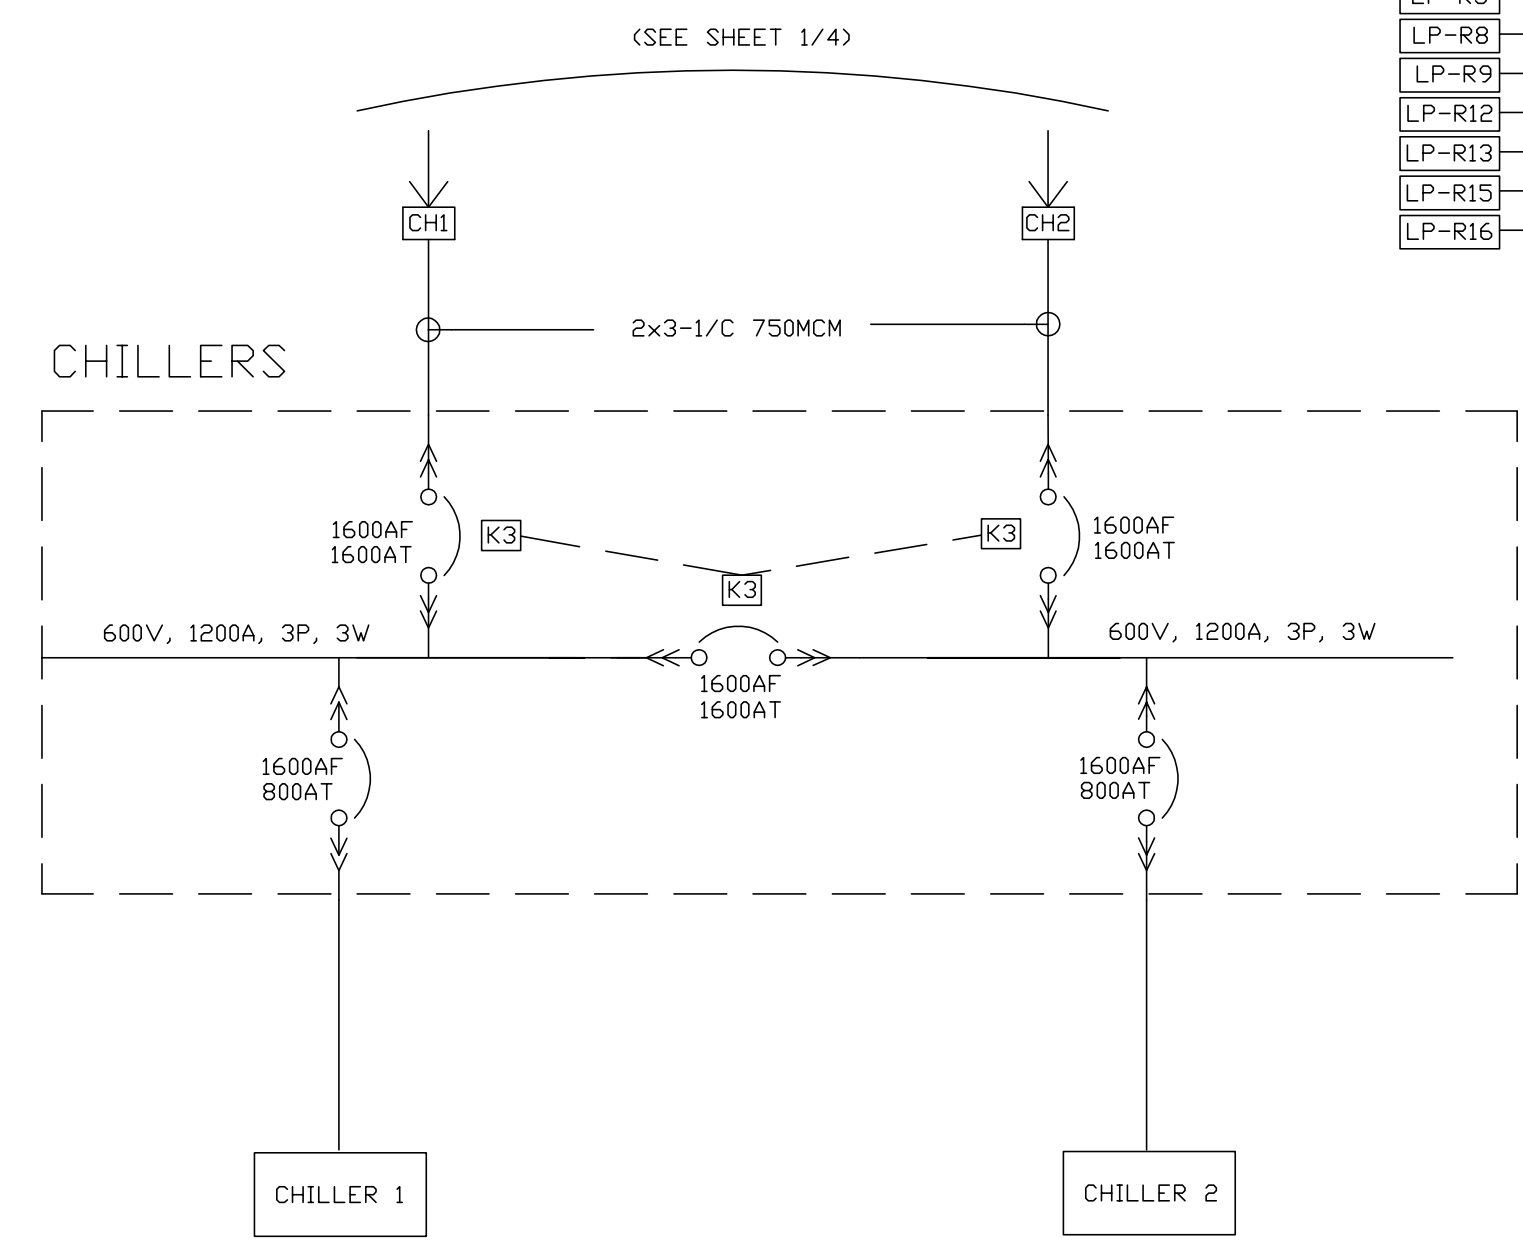 (SEE SHEET 1/4)
LP-R8
LP-R9
LP-R12
LP-R13
LP-R15
LP-R16
CH1
CH2
2x3-1/C 750MCM
CHILLERS
1600AF
1600AT
K3
K3
K3
1600AF
1600AT
600V, 1200A, 3P, 3W
600V, 1200A, 3P, 3W
1600AF
1600AT
1600AF
800AT
1600AF
800AT
CHILLER 1
CHILLER 2